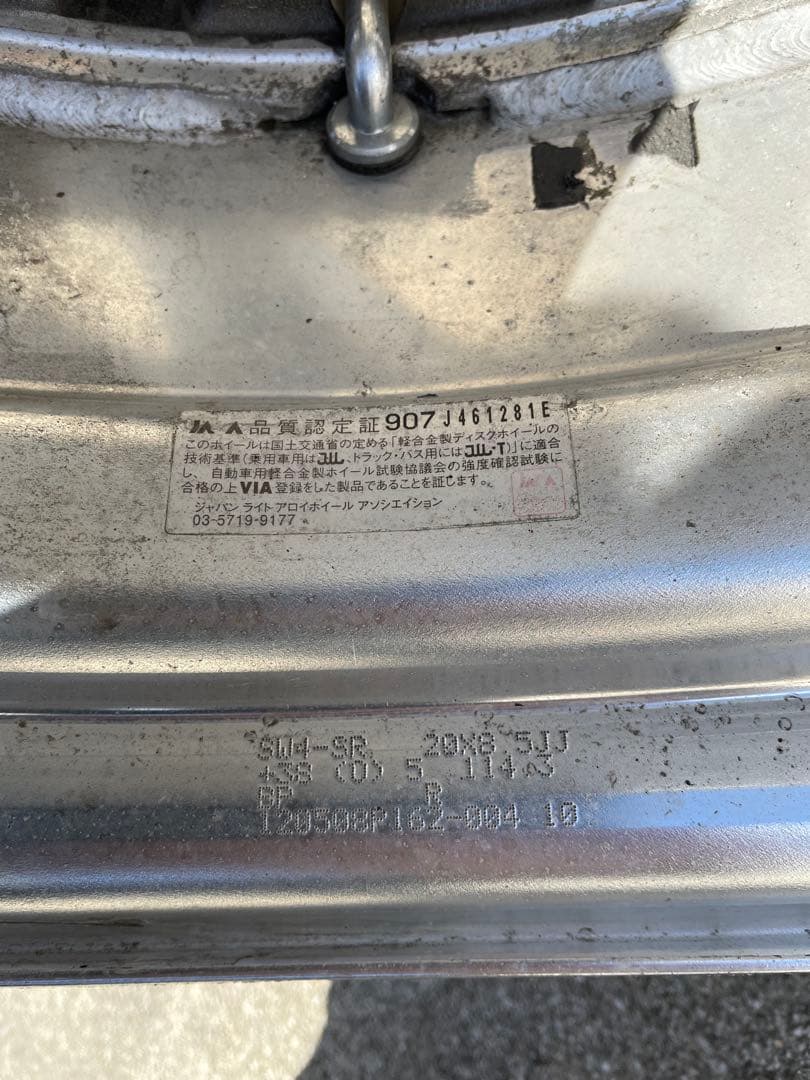 品質認定証 907 J461281E
このホイールは国土交通省の定める「軽合金製ディスクホイールの
技術基準(乗用車用はJWL、トラック・バス用にはJWL-T)」に適合
し、自動車用軽合金製ホイール試験協議会の強度確認試験に
合格の上VIA登録をした製品であることを証します。
ジャパン ライト アロイホイール アソシエイション
03-5719-9177
SW4-SR 20X8.5JJ
+38 (D) 5 114.3
BP R
120508P162-004 10